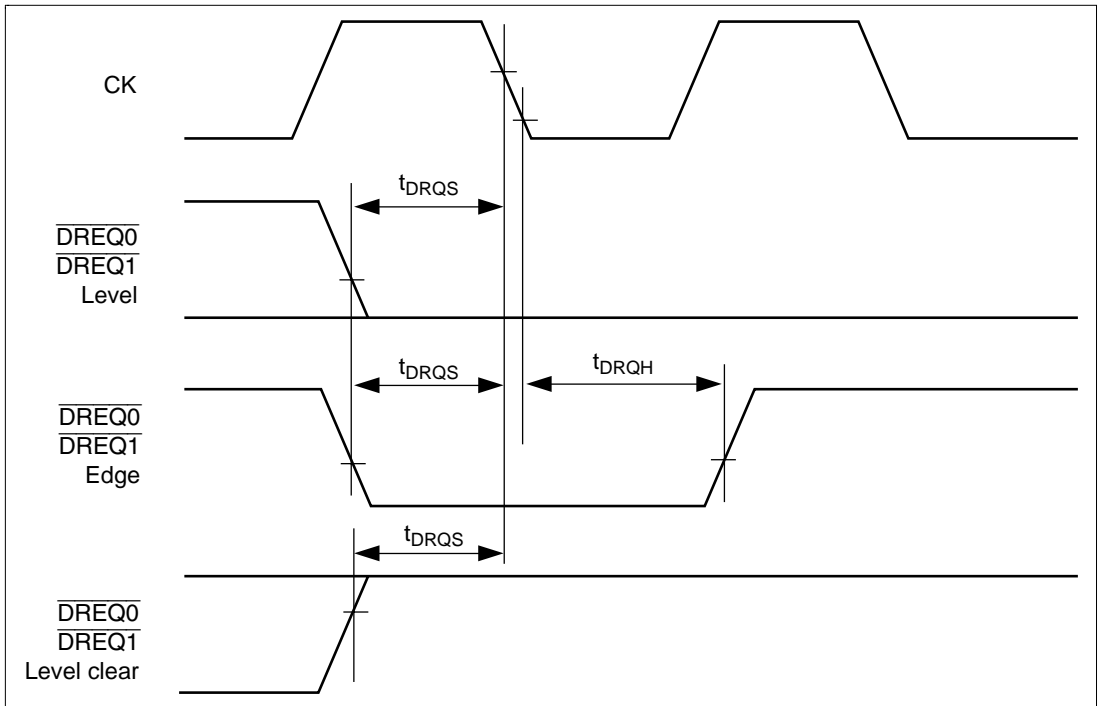 CK
tDRQS
DREQ0
DREQ1
Level
tDRQS
tDRQH
DREQ0
DREQ1
Edge
tDRQS
DREQ0
DREQ1
Level clear